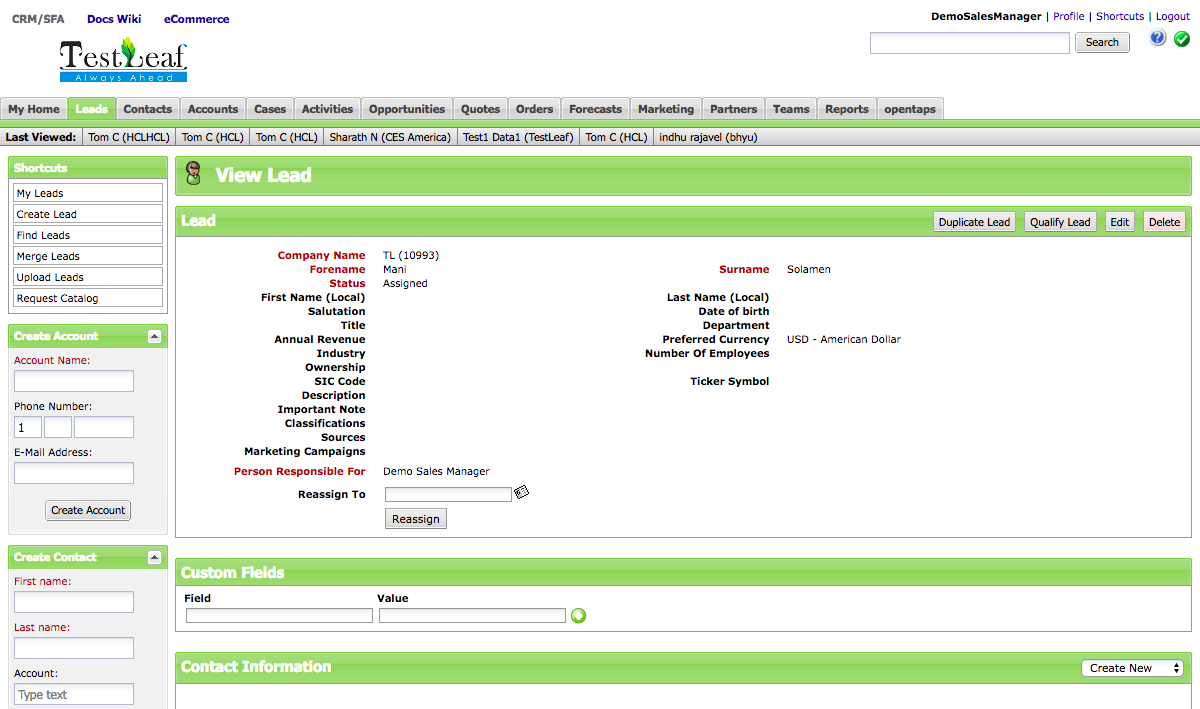 CRM/SFA Docs Wiki eCommerce
DemoSalesManager | Profile | Shortcuts | Logout
TestLeaf
Always Ahead
Search
My Home Leads Contacts Accounts Cases Activities Opportunities Quotes Orders Forecasts Marketing Partners Teams Reports opentaps
Last Viewed: Tom C (HCLHCL) Tom C (HCL) Tom C (HCL) Sharath N (CES America) Test1 Data1 (TestLeaf) Tom C (HCL) indhu rajavel (bhyu)
Shortcuts
My Leads
Create Lead
Find Leads
Merge Leads
Upload Leads
Request Catalog
Create Account
Account Name:
Phone Number:
1
E-Mail Address:
Create Account
Create Contact
First name:
Last name:
Account:
Type text
View Lead
Lead
Duplicate Lead Qualify Lead Edit Delete
Company Name TL (10993)
Forename Mani Surname Solamen
Status Assigned
First Name (Local) Last Name (Local)
Salutation Date of birth
Title Department
Annual Revenue Preferred Currency USD - American Dollar
Industry Number Of Employees
Ownership
SIC Code Ticker Symbol
Description
Important Note
Classifications
Sources
Marketing Campaigns
Person Responsible For Demo Sales Manager
Reassign To
Reassign
Custom Fields
Field Value
Contact Information Create New